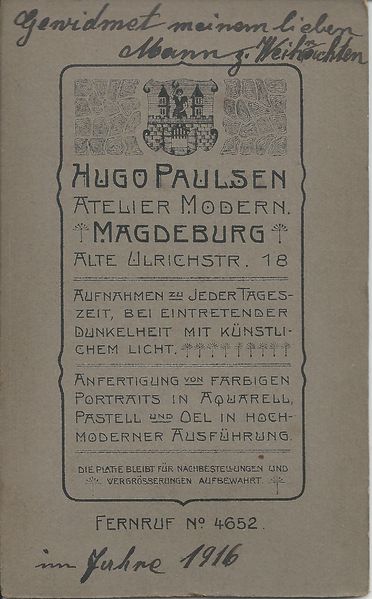 Gewidmet meinem lieben
Mann z. Weihnachten
HUGO PAULSEN
ATELIER MODERN.
MAGDEBURG
ALTE ULRICHSTR. 18
AUFNAHMEN ZU JEDER TAGES-
ZEIT, BEI EINTRETENDER
DUNKELHEIT MIT KÜNSTLI-
CHEM LICHT.
ANFERTIGUNG VON FARBIGEN
PORTRAITS IN AQUARELL,
PASTELL UND OEL IN HOCH-
MODERNER AUSFÜHRUNG.
DIE PLATTE BLEIBT FÜR NACHBESTELLUNGEN UND
VERGRÖSSERUNGEN AUFBEWAHRT.
FERNRUF No 4652.
im Jahre 1916